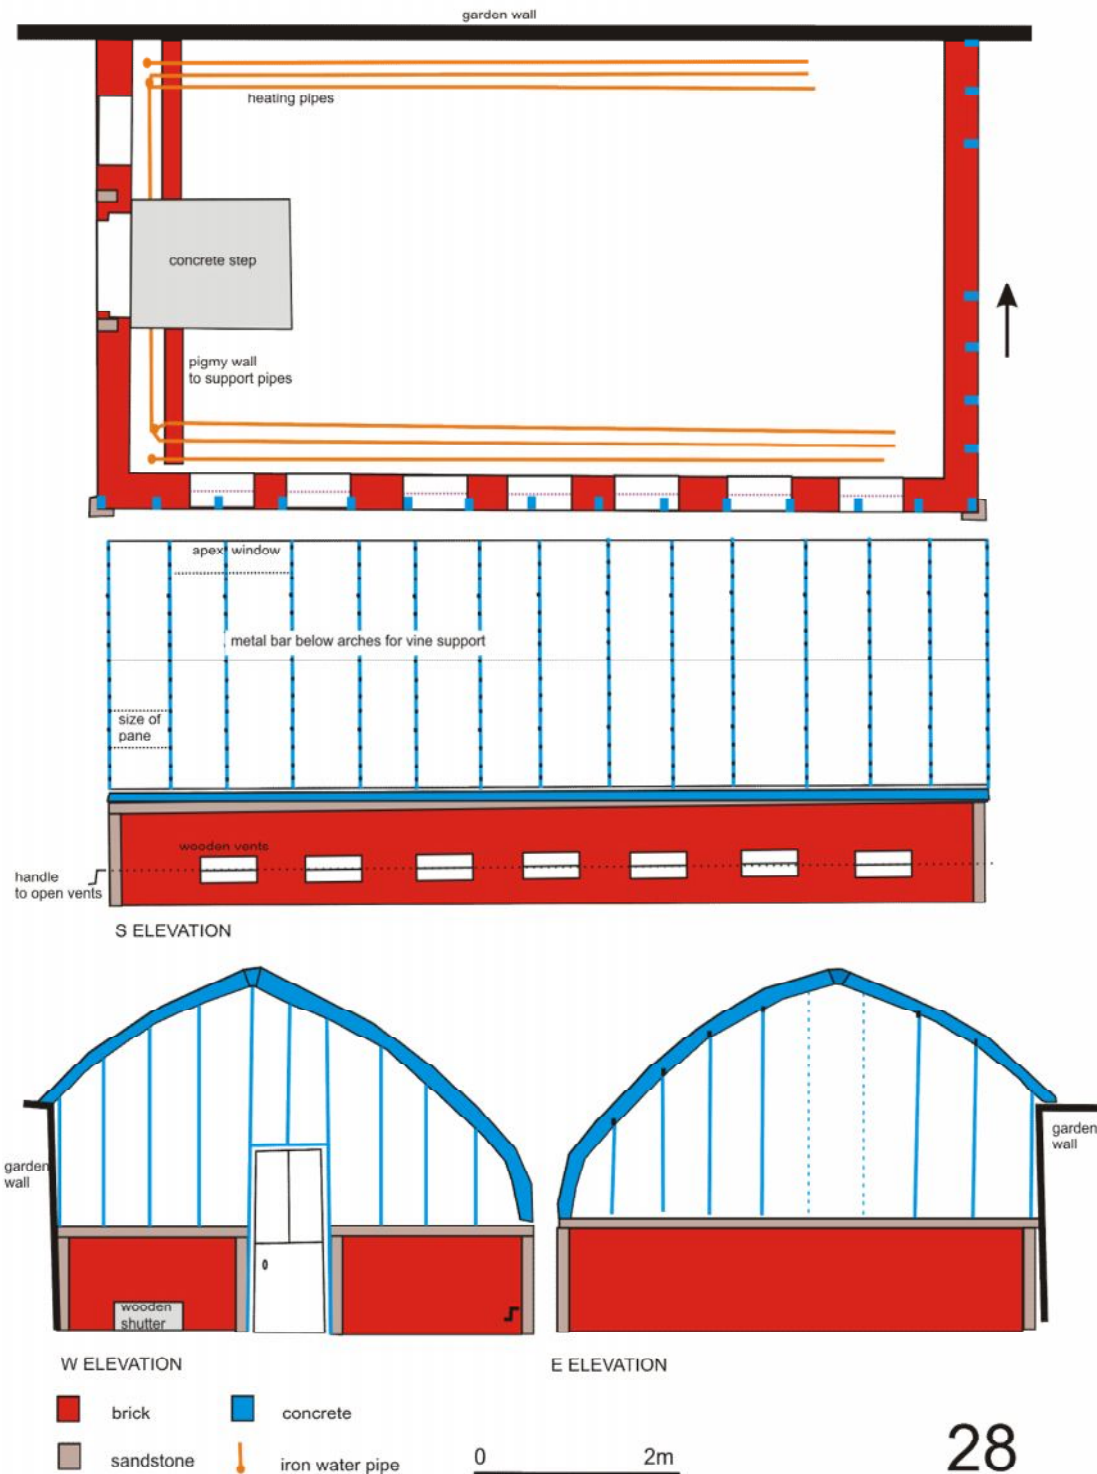 garden wall
heating pipes
concrete step
pigmy wall
to support pipes
apex window
metal bar below arches for vine support
size of
pane
wooden vents
handle
to open vents
S ELEVATION
garden
wall
garden
wall
wooden
shutter
W ELEVATION
E ELEVATION
brick
concrete
sandstone
iron water pipe
0 2m
28